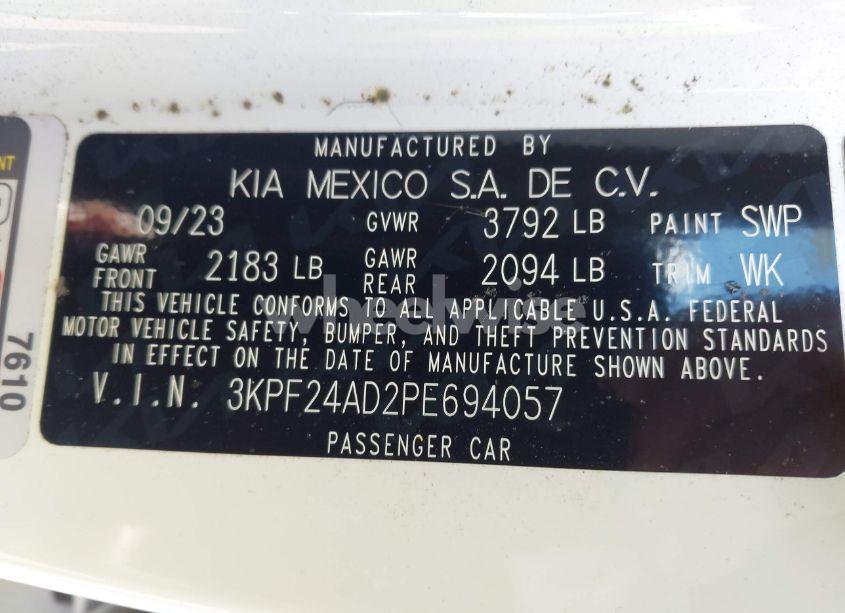 MANUFACTURED BY
KIA MEXICO S.A. DE C.V.
09/23 GVWR 3792 LB PAINT SWP
GAWR FRONT 2183 LB GAWR REAR 2094 LB TRIM WK
THIS VEHICLE CONFORMS TO ALL APPLICABLE U.S.A. FEDERAL
MOTOR VEHICLE SAFETY, BUMPER, AND THEFT PREVENTION STANDARDS
IN EFFECT ON THE DATE OF MANUFACTURE SHOWN ABOVE.
V.I.N. 3KPF24AD2PE694057
PASSENGER CAR
7610
wheelwise